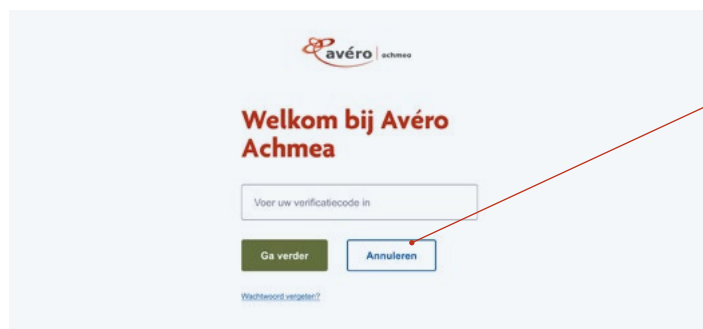 avéro achmea
Welkom bij Avéro
Achmea
Voer uw verificatiecode in
Ga verder
Annuleren
Wachtwoord vergeten?